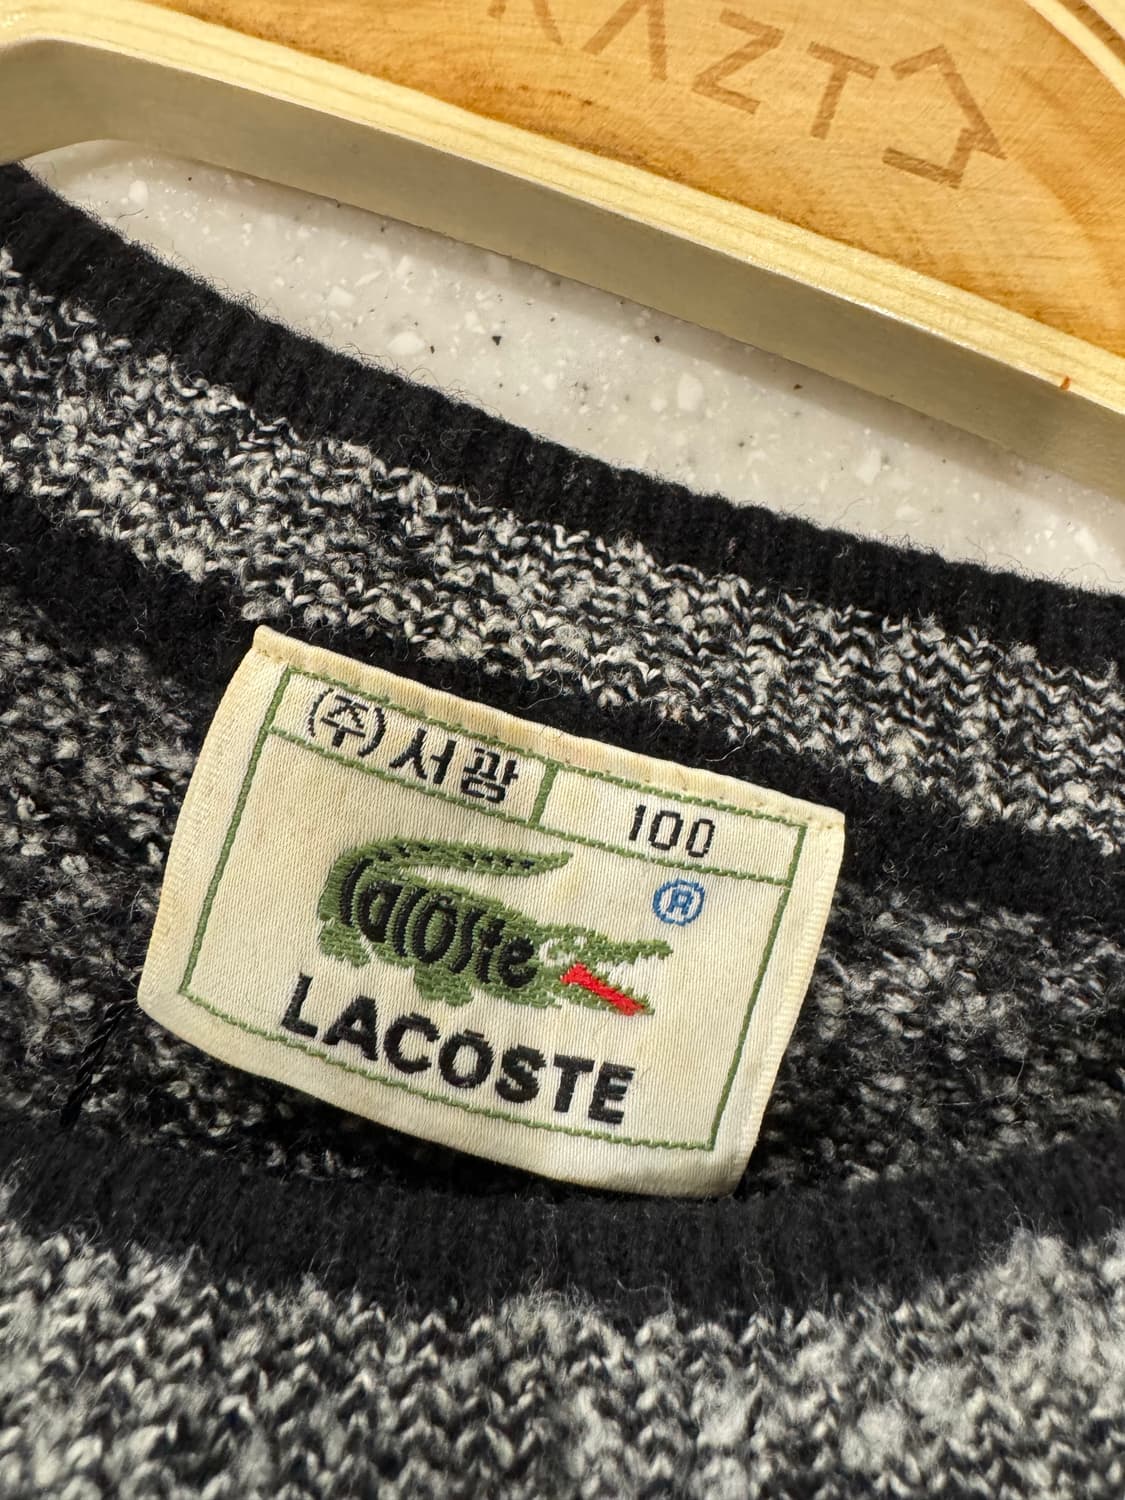 (주)서광
100
®
Lacoste
LACOSTE